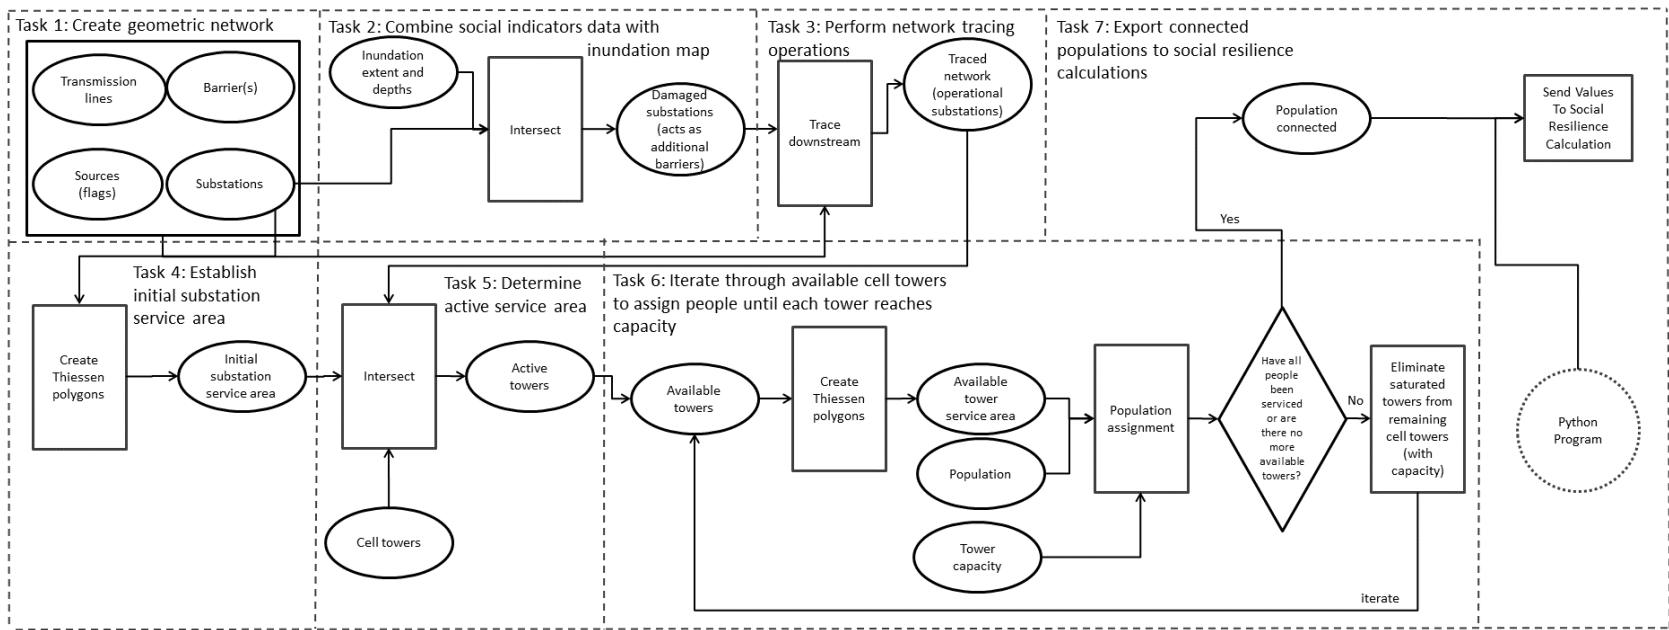 Task 1: Create geometric network
Transmission
lines
Barrier(s)
Sources
(flags)
Substations
Task 2: Combine social indicators data with
inundation map
Inundation
extent and
depths
Intersect
Damaged
substations
(acts as
additional
barriers)
Task 3: Perform network tracing
operations
Trace
downstream
Traced
network
(operational
substations)
Task 7: Export connected
populations to social resilience
calculations
Population
connected
Send Values
To Social
Resilience
Calculation
Yes
Task 4: Establish
initial substation
service area
Create
Thiessen
polygons
Initial
substation
service area
Task 5: Determine
active service area
Intersect
Active
towers
Cell towers
Task 6: Iterate through available cell towers
to assign people until each tower reaches
capacity
Available
towers
Create
Thiessen
polygons
Available
tower
service area
Population
Tower
capacity
Population
assignment
Have all
people
been
serviced
or are
there no
more
available
towers?
No
Eliminate
saturated
towers from
remaining
cell towers
(with
capacity)
iterate
Python
Program